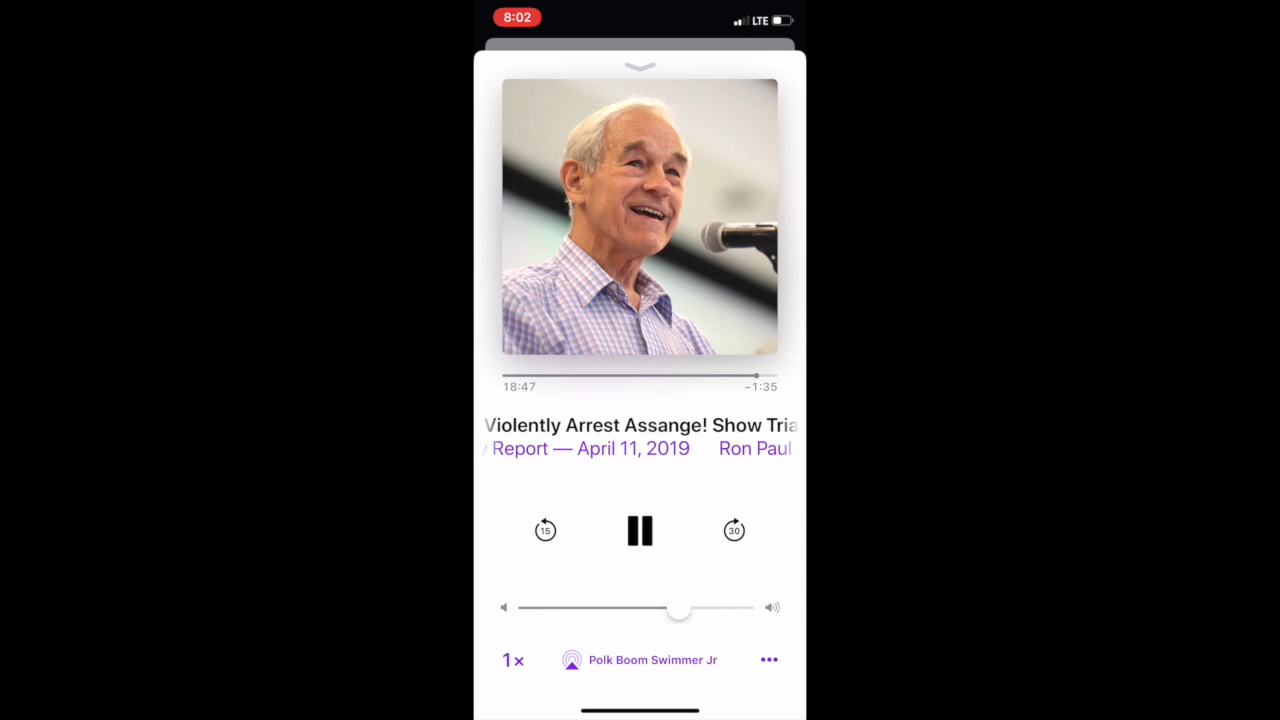 8:02
LTE
18:47
−1:35
Violently Arrest Assange! Show Tria
Report — April 11, 2019 Ron Paul
15
30
1×
Polk Boom Swimmer Jr